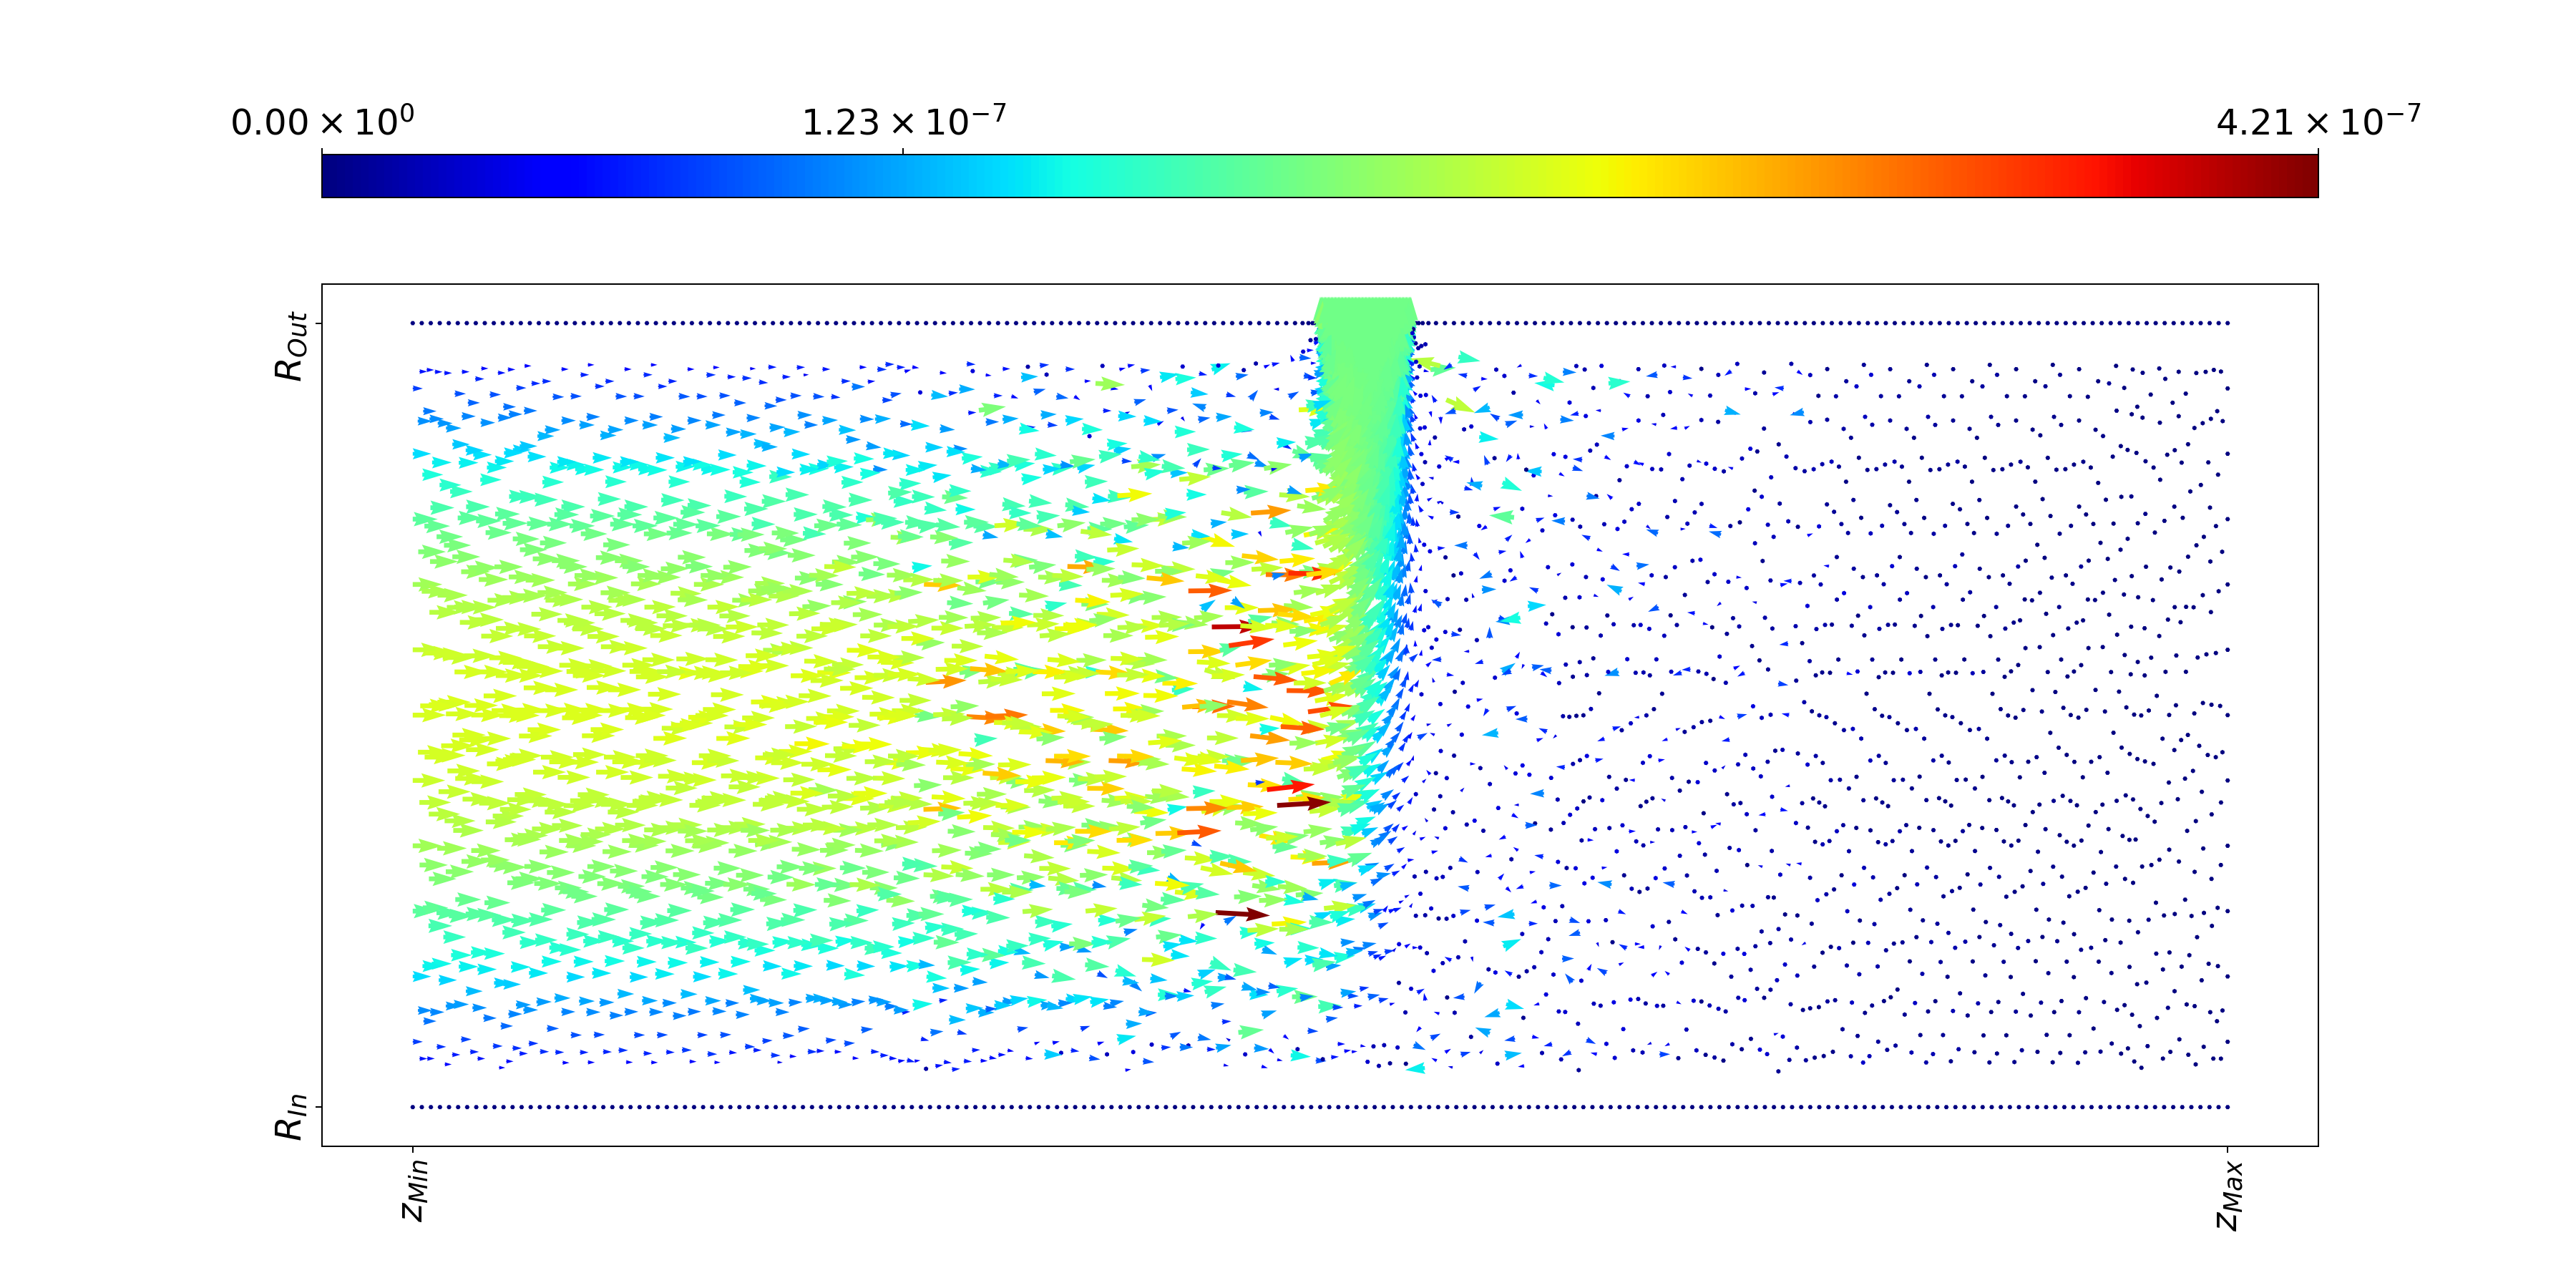 0.00 × 10⁰ 1.23 × 10⁻⁷ 4.21 × 10⁻⁷
R_Out
R_In
z_Min z_Max